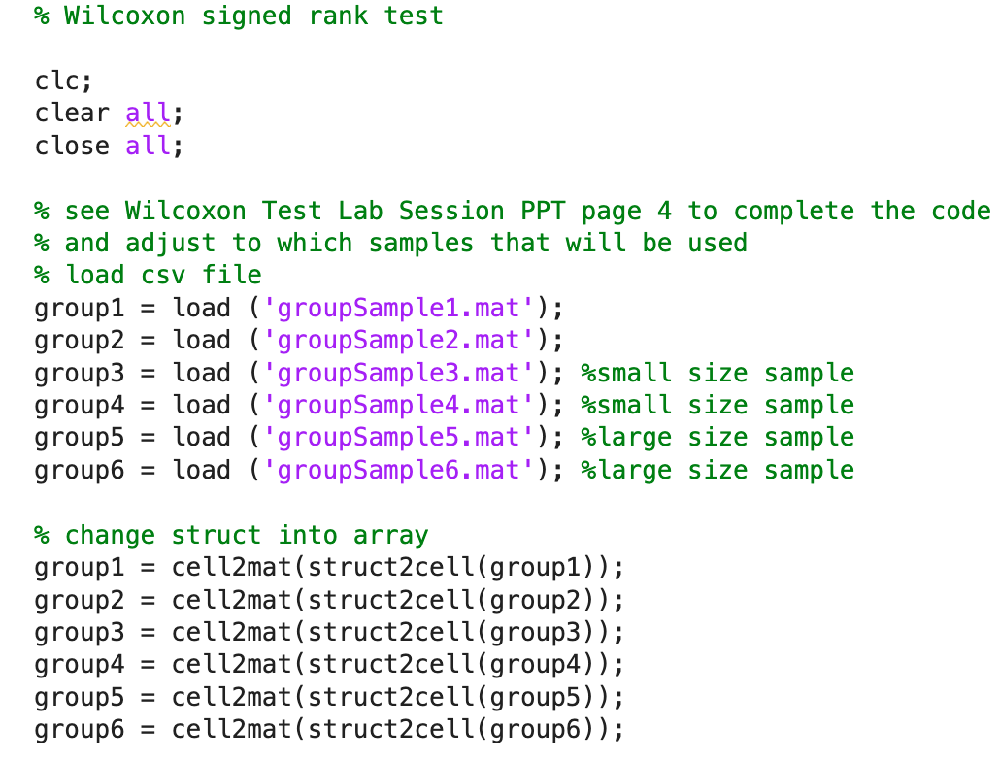 % Wilcoxon signed rank test
clc;
clear all;
close all;
% see Wilcoxon Test Lab Session PPT page 4 to complete the code
% and adjust to which samples that will be used
% load csv file
group1 = load ('groupSample1.mat');
group2 = load ('groupSample2.mat');
group3 = load ('groupSample3.mat'); %small size sample
group4 = load ('groupSample4.mat'); %small size sample
group5 = load ('groupSample5.mat'); %large size sample
group6 = load ('groupSample6.mat'); %large size sample
% change struct into array
group1 = cell2mat(struct2cell(group1));
group2 = cell2mat(struct2cell(group2));
group3 = cell2mat(struct2cell(group3));
group4 = cell2mat(struct2cell(group4));
group5 = cell2mat(struct2cell(group5));
group6 = cell2mat(struct2cell(group6));